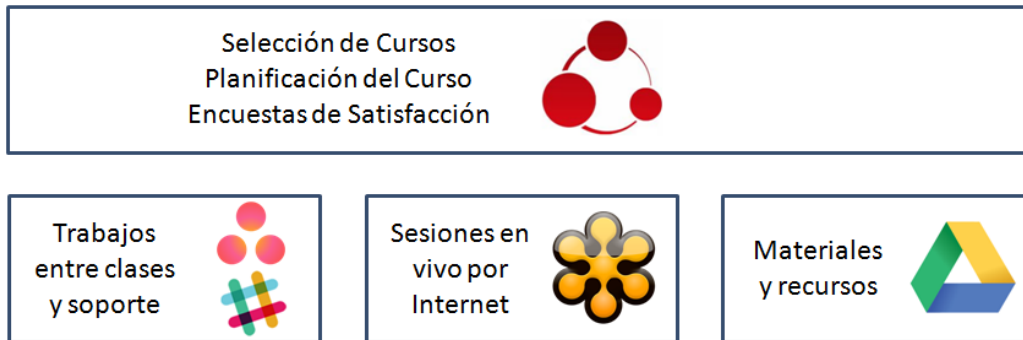 Selección de Cursos
Planificación del Curso
Encuestas de Satisfacción
Trabajos
entre clases
y soporte
Sesiones en
vivo por
Internet
Materiales
y recursos